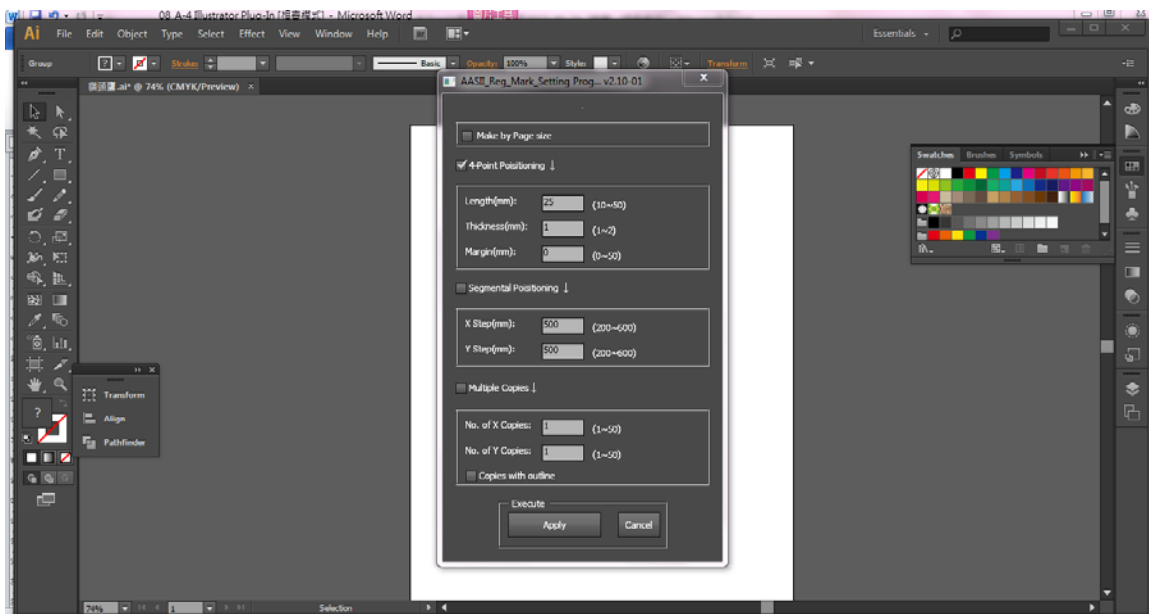 08 A-4 Illustrator Plug-In [相容模式] - Microsoft Word
Ai File Edit Object Type Select Effect View Window Help Essentials
Group ? Stroke: Basic Opacity: 100% Style: Transform
.ai* @ 74% (CMYK/Preview) ×
AASII_Reg_Mark_Setting Prog... v2.10-01 X
Make by Page size
4-Point Poisitioning ↓
Length(mm): 25 (10~50)
Thickness(mm): 1 (1~2)
Margin(mm): 0 (0~50)
Segmental Poisitioning ↓
X Step(mm): 500 (200~600)
Y Step(mm): 500 (200~600)
Multiple Copies ↓
No. of X Copies: 1 (1~50)
No. of Y Copies: 1 (1~50)
Copies with outline
Execute
Apply Cancel
Swatches Brushes Symbols
Transform
Align
Pathfinder
?
74% 1 Selection